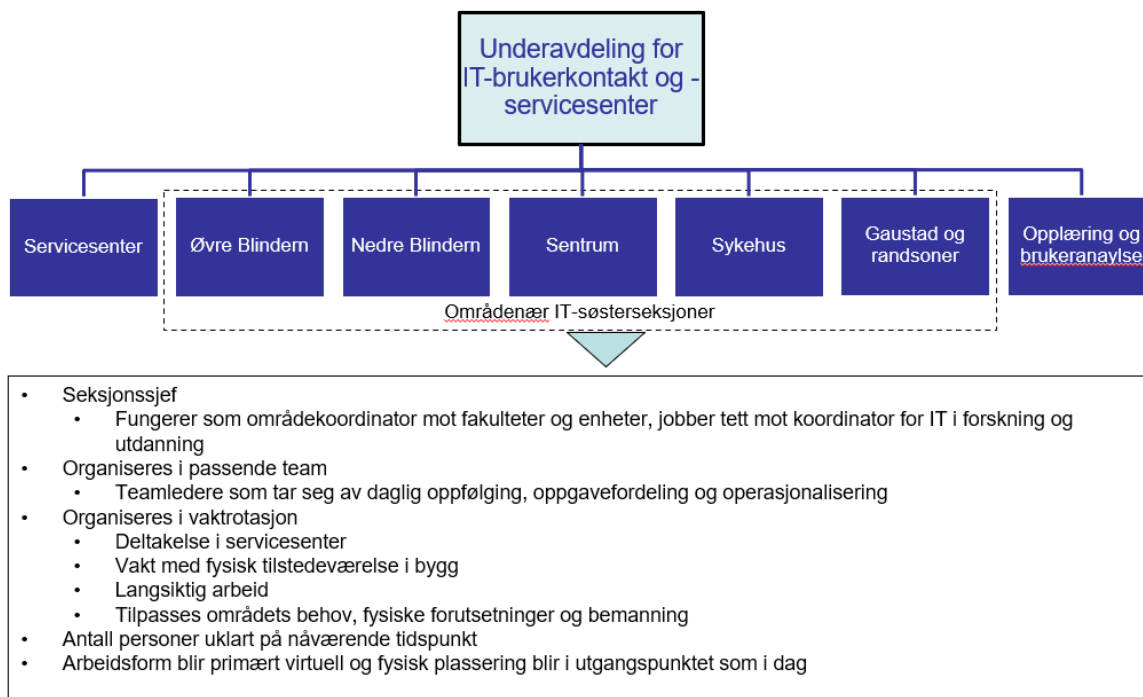 Underavdeling for
IT-brukerkontakt og -
servicesenter
Servicesenter
Øvre Blindern
Nedre Blindern
Sentrum
Sykehus
Gaustad og
randsoner
Opplæring og
brukeranaylse
Områdenær IT-søsterseksjoner
• Seksjonssjef
• Fungerer som områdekoordinator mot fakulteter og enheter, jobber tett mot koordinator for IT i forskning og
utdanning
• Organiseres i passende team
• Teamledere som tar seg av daglig oppfølging, oppgavefordeling og operasjonalisering
• Organiseres i vaktrotasjon
• Deltakelse i servicesenter
• Vakt med fysisk tilstedeværelse i bygg
• Langsiktig arbeid
• Tilpasses områdets behov, fysiske forutsetninger og bemanning
• Antall personer uklart på nåværende tidspunkt
• Arbeidsform blir primært virtuell og fysisk plassering blir i utgangspunktet som i dag